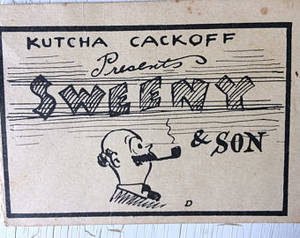 KUTCHA CACKOFF
Presents
SWEENY
& SON
D